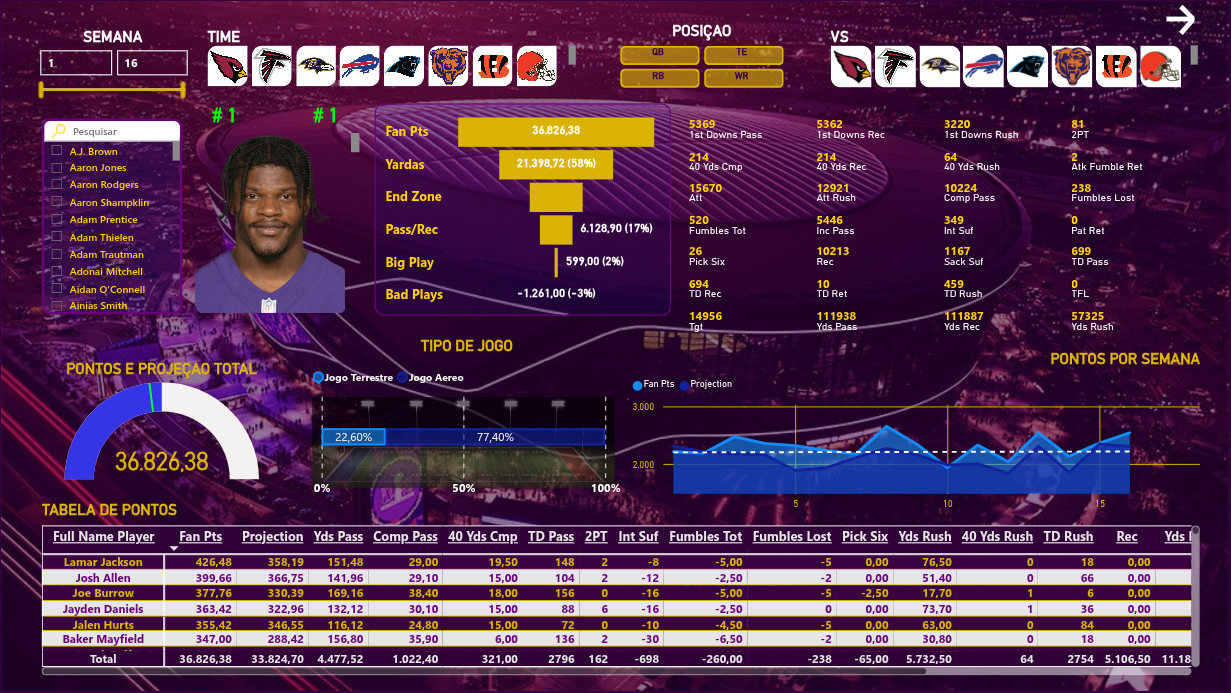 SEMANA
TIME
POSIÇAO
VS
1
16
QB
TE
RB
WR
# 1
# 1
Pesquisar
A.J. Brown
Aaron Jones
Aaron Rodgers
Aaron Shampklin
Adam Prentice
Adam Thielen
Adam Trautman
Adonai Mitchell
Aidan O'Connell
Ainias Smith
Fan Pts
36.826,38
Yardas
21.398,72 (58%)
End Zone
Pass/Rec
6.128,90 (17%)
Big Play
599,00 (2%)
Bad Plays
-1.261,00 (-3%)
5369
1st Downs Pass
5362
1st Downs Rec
3220
1st Downs Rush
81
2PT
214
40 Yds Cmp
214
40 Yds Rec
64
40 Yds Rush
2
Atk Fumble Ret
15670
Att
12921
Att Rush
10224
Comp Pass
238
Fumbles Lost
520
Fumbles Tot
5446
Inc Pass
349
Int Suf
0
Pat Ret
26
Pick Six
10213
Rec
1167
Sack Suf
699
TD Pass
694
TD Rec
10
TD Ret
459
TD Rush
0
TFL
14956
Tgt
111938
Yds Pass
111887
Yds Rec
57325
Yds Rush
PONTOS E PROJEÇAO TOTAL
36.826,38
TIPO DE JOGO
Jogo Terrestre Jogo Aereo
22,60% 77,40%
0% 50% 100%
PONTOS POR SEMANA
Fan Pts Projection
3.000
2.000
5 10 15
TABELA DE PONTOS
Full Name Player Fan Pts Projection Yds Pass Comp Pass 40 Yds Cmp TD Pass 2PT Int Suf Fumbles Tot Fumbles Lost Pick Six Yds Rush 40 Yds Rush TD Rush Rec Yds
Lamar Jackson 426,48 358,19 151,48 29,00 19,50 148 2 -8 -5,00 -5 0,00 76,50 0 18 0,00
Josh Allen 399,66 366,75 141,96 29,10 15,00 104 2 -12 -2,50 -2 0,00 51,40 0 66 0,00
Joe Burrow 377,76 330,39 169,16 38,40 18,00 156 0 -16 -5,00 -5 -2,50 17,70 1 6 0,00
Jayden Daniels 363,42 322,96 132,12 30,10 15,00 88 6 -16 -2,50 0 0,00 73,70 1 36 0,00
Jalen Hurts 355,42 346,55 116,12 24,80 15,00 72 0 -10 -4,50 -5 0,00 63,00 0 84 0,00
Baker Mayfield 347,00 288,42 156,80 35,90 6,00 136 2 -30 -6,50 -2 0,00 30,80 0 18 0,00
Total 36.826,38 33.824,70 4.477,52 1.022,40 321,00 2796 162 -698 -260,00 -238 -65,00 5.732,50 64 2754 5.106,50 11.18